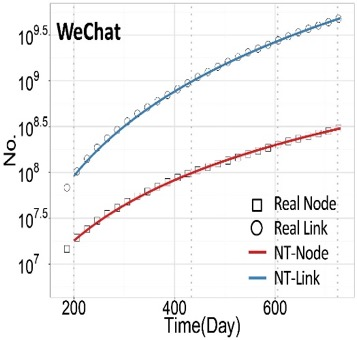 WeChat
No.
10^9.5
10^9
10^8.5
10^8
10^7.5
10^7
Real Node
Real Link
NT-Node
NT-Link
200 400 600
Time(Day)